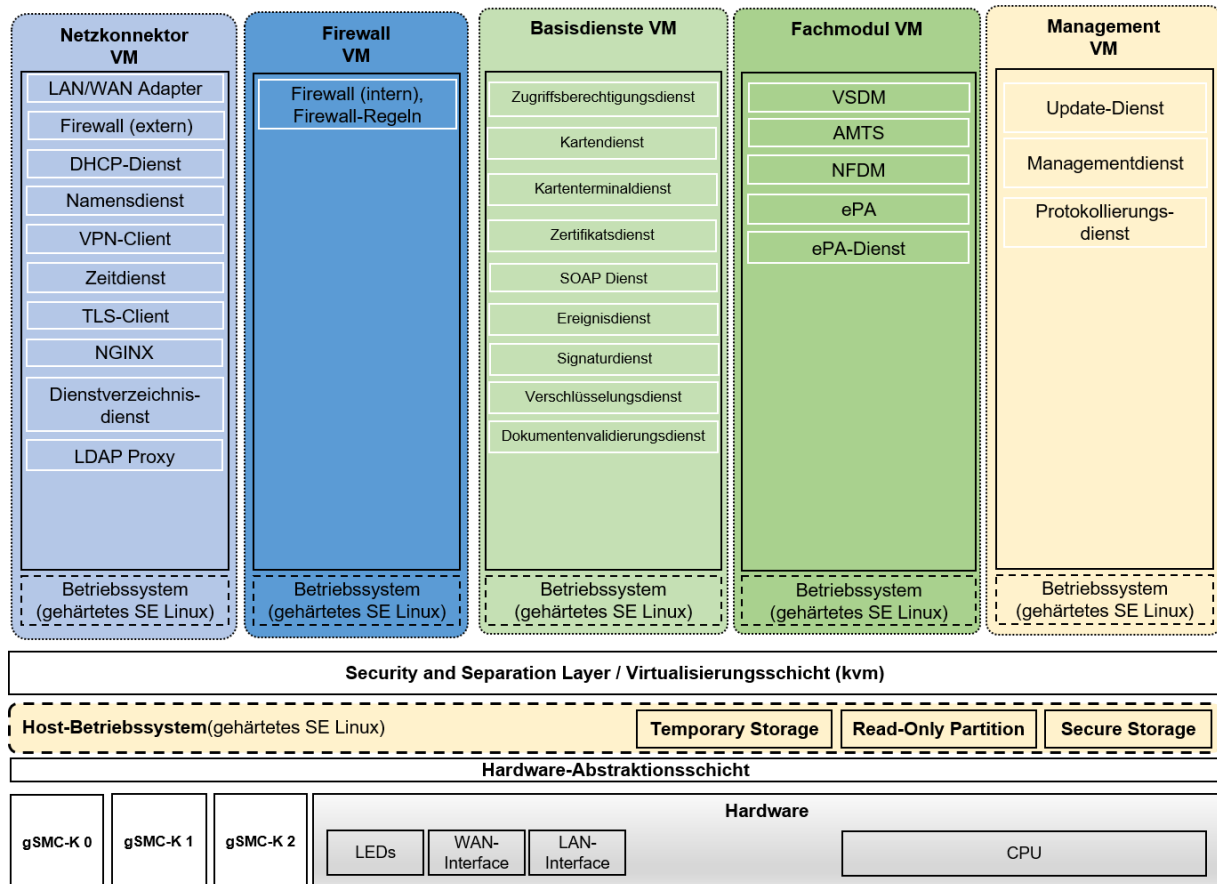 Netzkonnektor
VM
LAN/WAN Adapter
Firewall (extern)
DHCP-Dienst
Namensdienst
VPN-Client
Zeitdienst
TLS-Client
NGINX
Dienstverzeichnis-
dienst
LDAP Proxy
Betriebssystem
(gehärtetes SE Linux)
Firewall
VM
Firewall (intern),
Firewall-Regeln
Betriebssystem
(gehärtetes SE Linux)
Basisdienste VM
Zugriffsberechtigungsdienst
Kartendienst
Kartenterminaldienst
Zertifikatsdienst
SOAP Dienst
Ereignisdienst
Signaturdienst
Verschlüsselungsdienst
Dokumentenvalidierungsdienst
Betriebssystem
(gehärtetes SE Linux)
Fachmodul VM
VSDM
AMTS
NFDM
ePA
ePA-Dienst
Betriebssystem
(gehärtetes SE Linux)
Management
VM
Update-Dienst
Managementdienst
Protokollierungs-
dienst
Betriebssystem
(gehärtetes SE Linux)
Security and Separation Layer / Virtualisierungsschicht (kvm)
Host-Betriebssystem(gehärtetes SE Linux)
Temporary Storage
Read-Only Partition
Secure Storage
Hardware-Abstraktionsschicht
gSMC-K 0
gSMC-K 1
gSMC-K 2
Hardware
LEDs
WAN-
Interface
LAN-
Interface
CPU